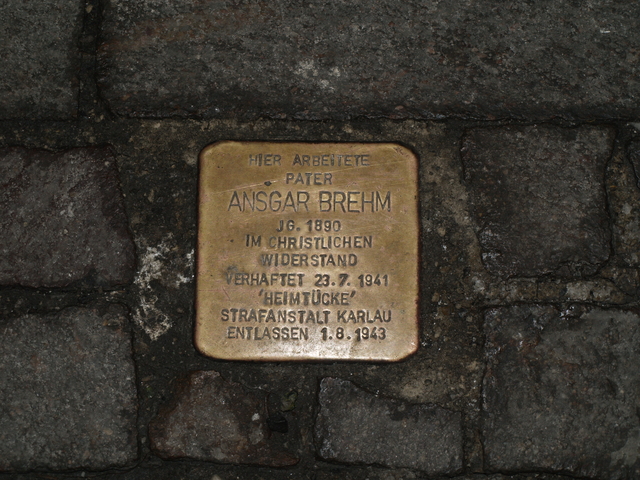 HIER ARBEITETE
PATER
ANSGAR BREHM
JG. 1890
IM CHRISTLICHEN
WIDERSTAND
VERHAFTET 23.7.1941
'HEIMTÜCKE'
STRAFANSTALT KARLAU
ENTLASSEN 1.8.1943